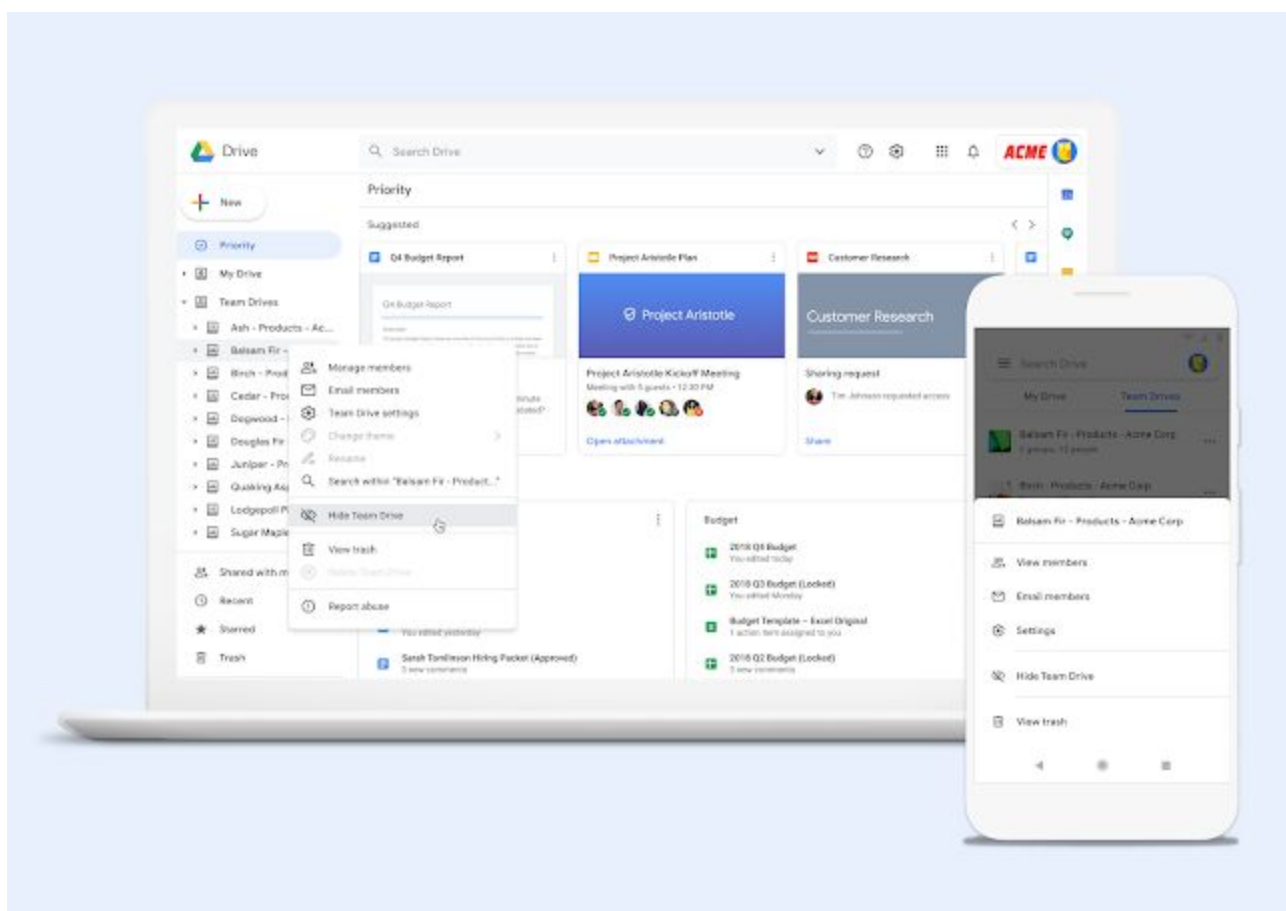 Drive
Search Drive
ACME
New
Priority
Suggested
Priority
My Drive
Team Drives
Ash - Products - Ac...
Balsam Fir -
Birch - Prod
Cedar - Pro
Dogwood -
Douglas Fir
Juniper - Pr
Quaking As
Lodgepoll P
Sugar Maple
Shared with m
Recent
Starred
Trash
Q4 Budget Report
Q4 Budget Report
Project Aristotle Plan
Project Aristotle
Project Aristotle Kickoff Meeting
Meeting with 5 guests • 12:30 PM
Open attachment
Customer Research
Customer Research
Sharing request
Tim Johnson requested access
Share
Manage members
Email members
Team Drive settings
Change theme
Rename
Search within "Balsam Fir - Product..."
Hide Team Drive
View trash
Delete Team Drive
Report abuse
You edited yesterday
Sarah Tomlinson Hiring Packet (Approved)
3 new comments
Budget
2018 Q4 Budget
You edited today
2018 Q3 Budget (Locked)
You edited Monday
Budget Template – Excel Original
1 action item assigned to you
2018 Q2 Budget (Locked)
3 new comments
Search Drive
My Drive
Team Drives
Balsam Fir - Products - Acme Corp
Birch - Products - Acme Corp
Balsam Fir - Products - Acme Corp
View members
Email members
Settings
Hide Team Drive
View trash